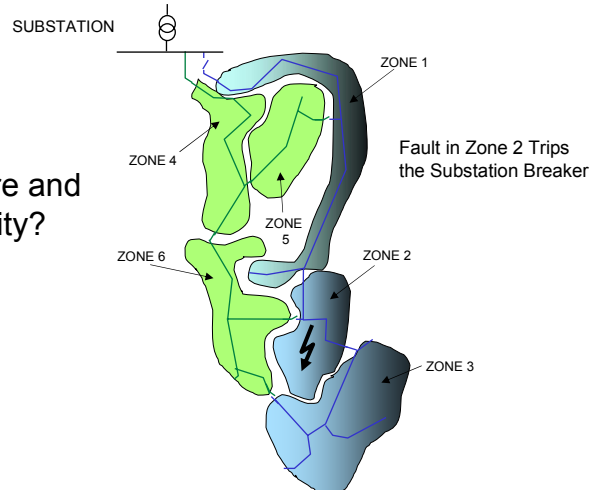 SUBSTATION
ZONE 1
Fault in Zone 2 Trips
the Substation Breaker
ZONE 4
e and
ity?
ZONE
5
ZONE 6
ZONE 2
ZONE 3